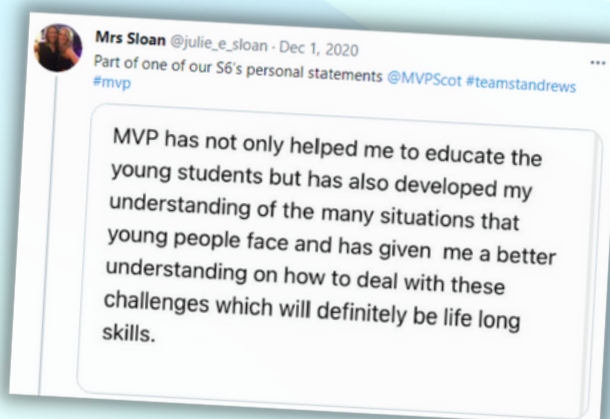 Mrs Sloan @julie_e_sloan · Dec 1, 2020
Part of one of our S6's personal statements @MVPScot #teamstandrews
#mvp
MVP has not only helped me to educate the
young students but has also developed my
understanding of the many situations that
young people face and has given  me a better
understanding on how to deal with these
challenges which will definitely be life long
skills.